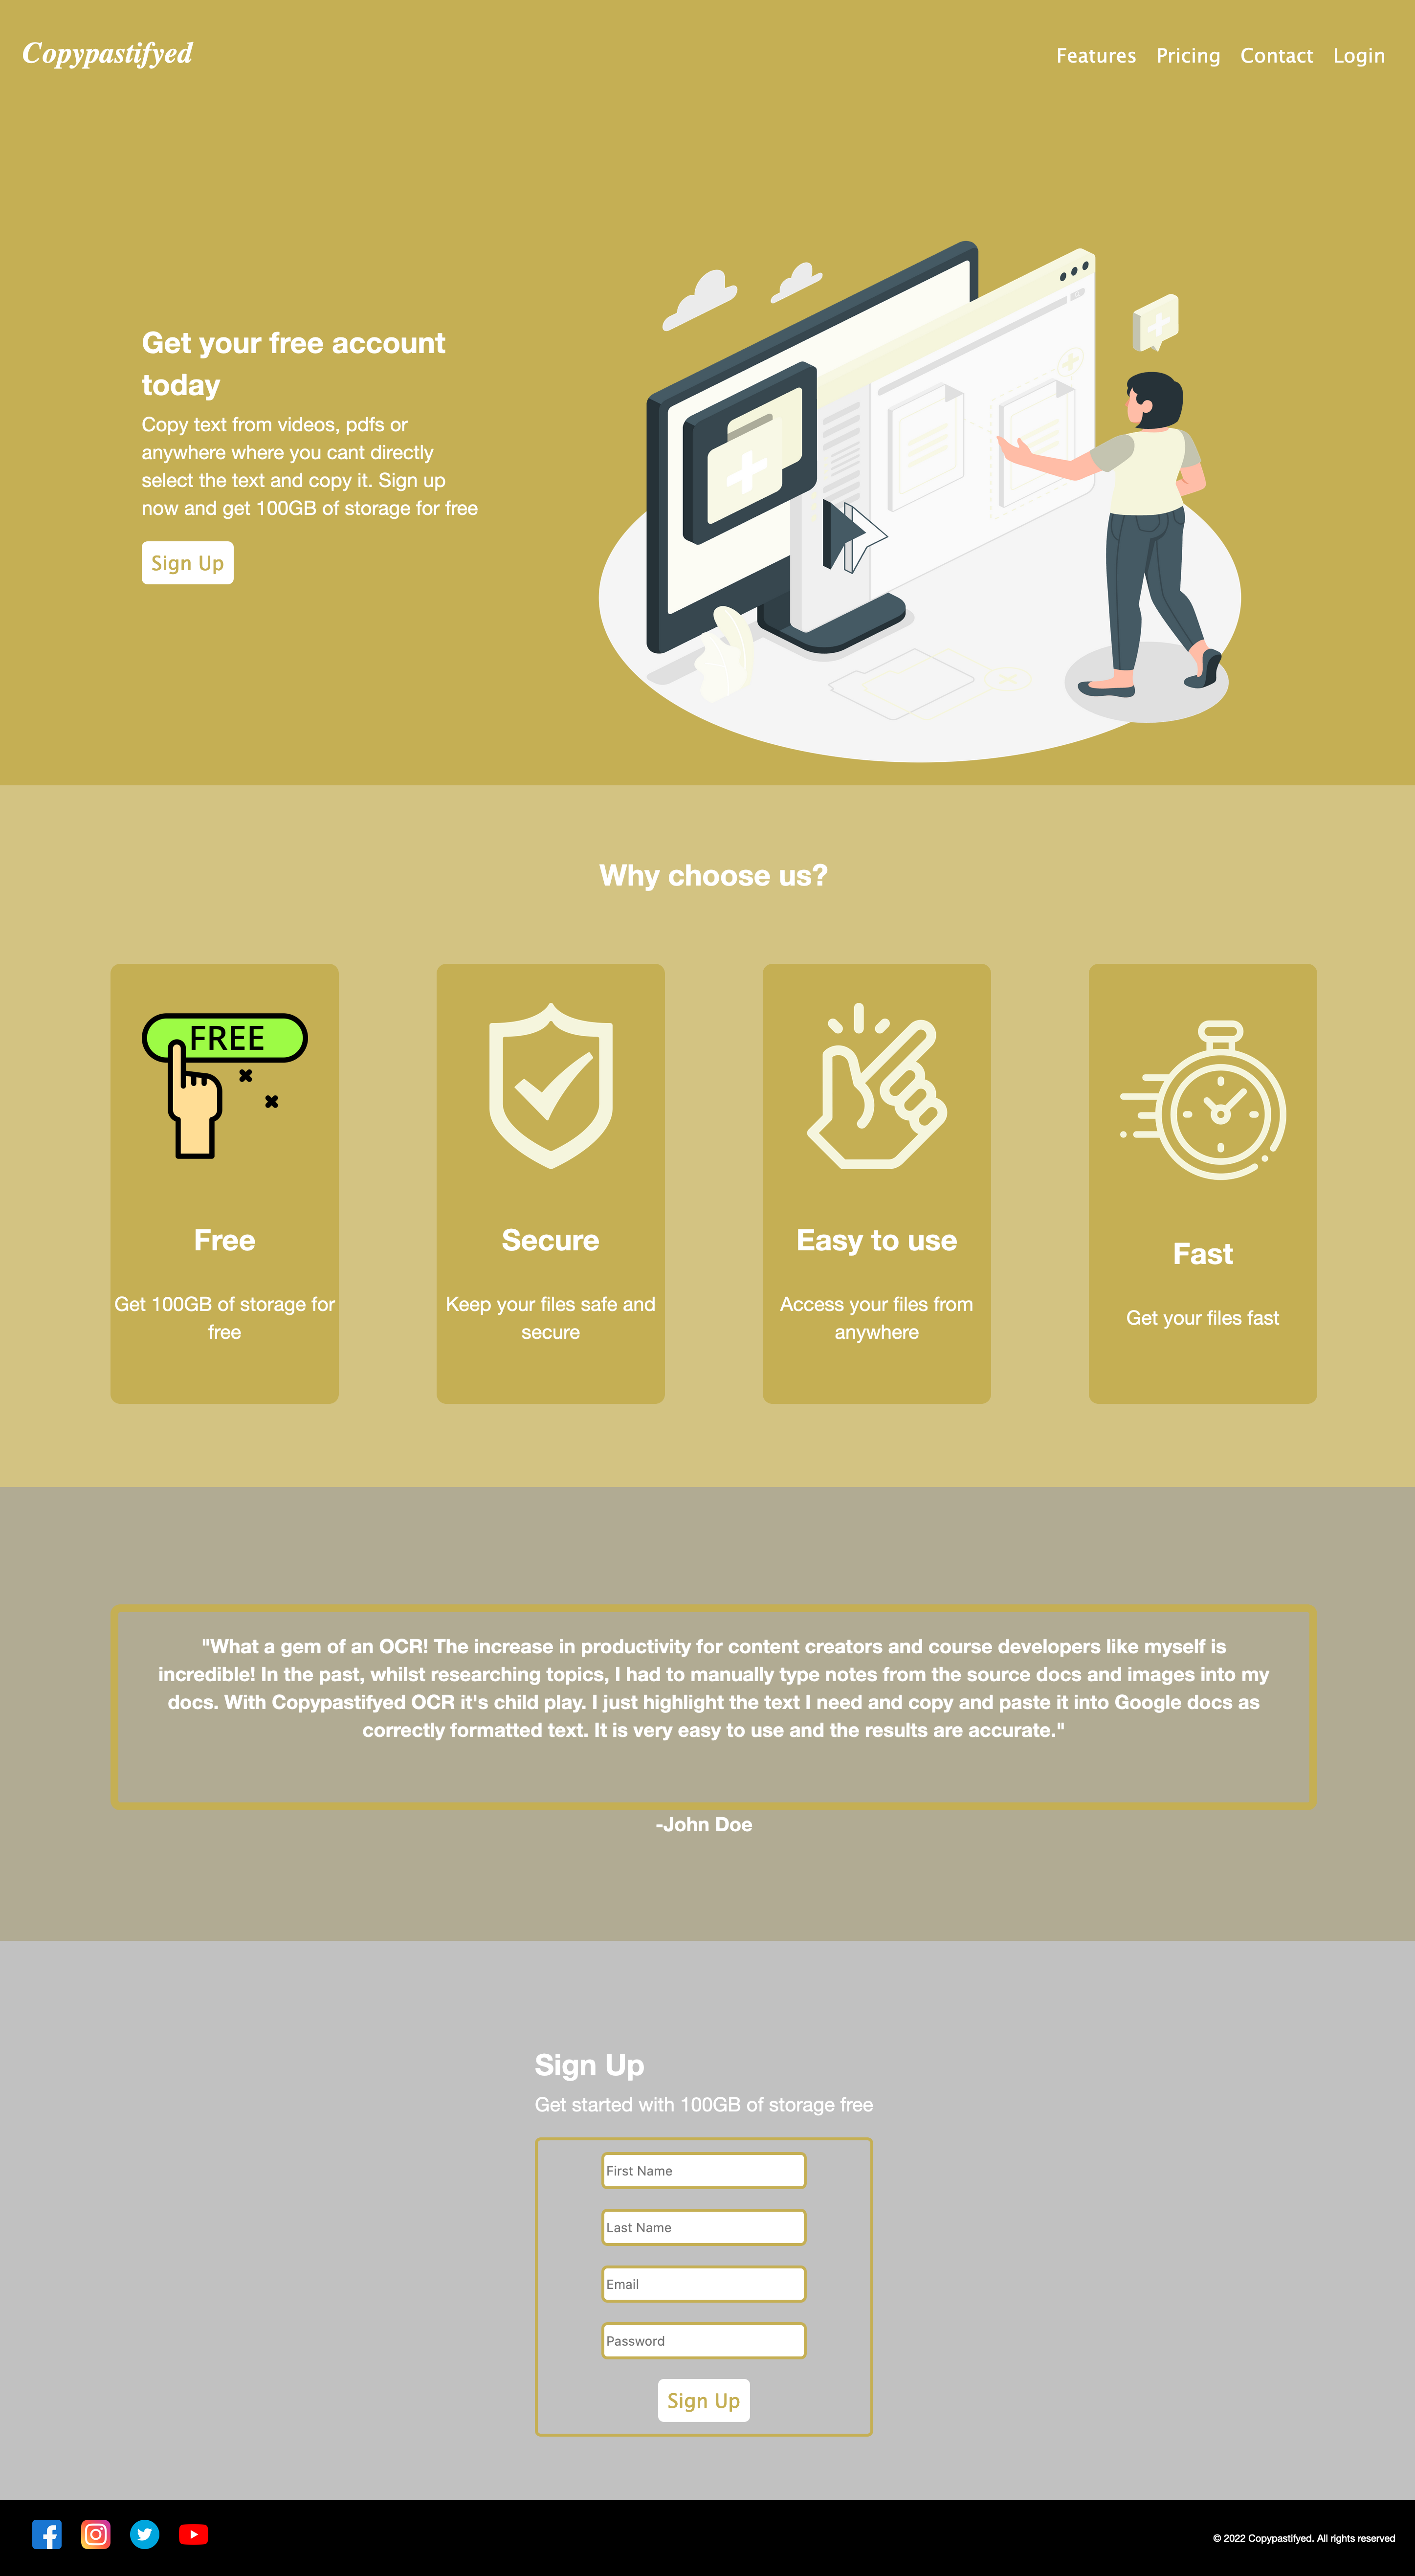 Copypastifyed
Features Pricing Contact Login
Get your free account
today
Copy text from videos, pdfs or
anywhere where you cant directly
select the text and copy it. Sign up
now and get 100GB of storage for free
Sign Up
Why choose us?
FREE
Free
Get 100GB of storage for
free
Secure
Keep your files safe and
secure
Easy to use
Access your files from
anywhere
Fast
Get your files fast
"What a gem of an OCR! The increase in productivity for content creators and course developers like myself is
incredible! In the past, whilst researching topics, I had to manually type notes from the source docs and images into my
docs. With Copypastifyed OCR it's child play. I just highlight the text I need and copy and paste it into Google docs as
correctly formatted text. It is very easy to use and the results are accurate."
-John Doe
Sign Up
Get started with 100GB of storage free
First Name
Last Name
Email
Password
Sign Up
© 2022 Copypastifyed. All rights reserved